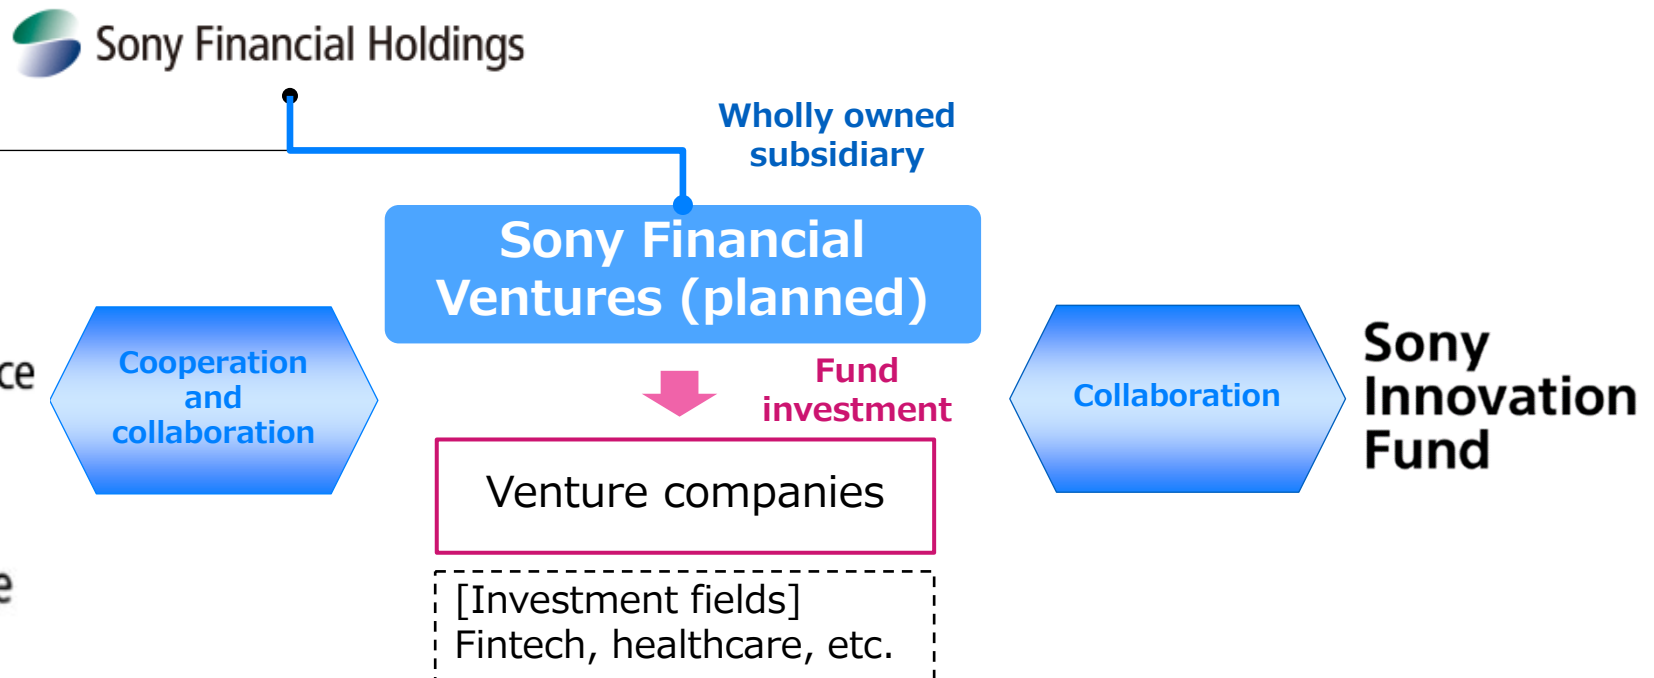 Sony Financial Holdings
Wholly owned
subsidiary
Sony Financial
Ventures (planned)
Cooperation
and
collaboration
Fund
investment
Collaboration
Sony
Innovation
Fund
Venture companies
[Investment fields]
Fintech, healthcare, etc.